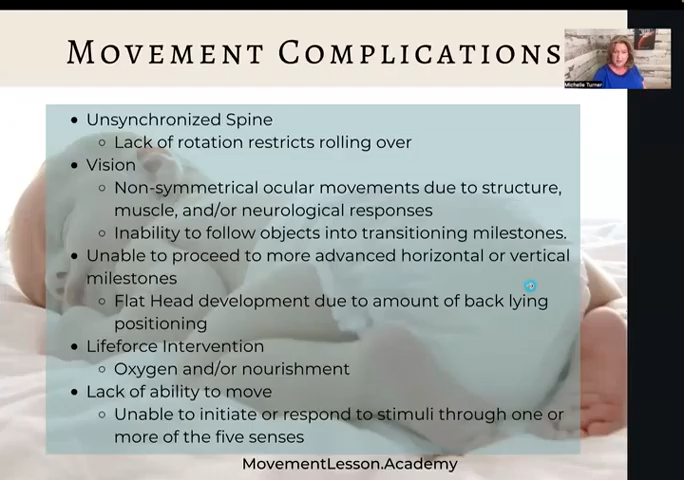 MOVEMENT COMPLICATIONS
Michelle Turner
• Unsynchronized Spine
○ Lack of rotation restricts rolling over
• Vision
○ Non-symmetrical ocular movements due to structure,
muscle, and/or neurological responses
○ Inability to follow objects into transitioning milestones.
• Unable to proceed to more advanced horizontal or vertical
milestones
○ Flat Head development due to amount of back lying
positioning
• Lifeforce Intervention
○ Oxygen and/or nourishment
• Lack of ability to move
○ Unable to initiate or respond to stimuli through one or
more of the five senses
MovementLesson.Academy